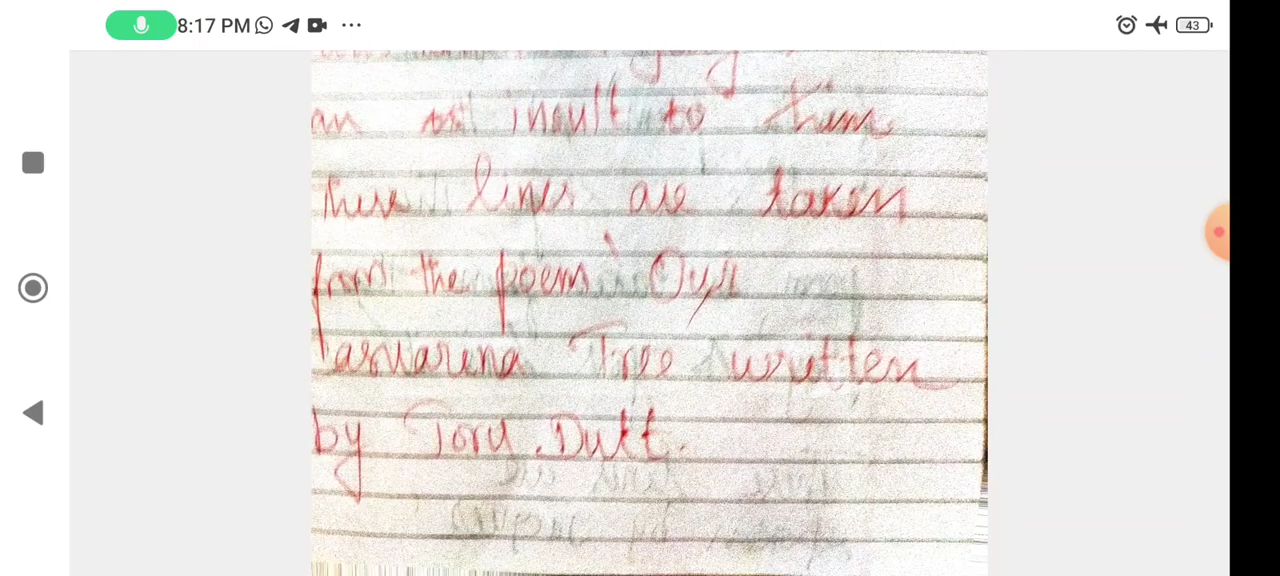 8:17 PM
43
an insult to them
these lines are taken
from the poem 'Our
Casuarina Tree written
by Toru Dutt.